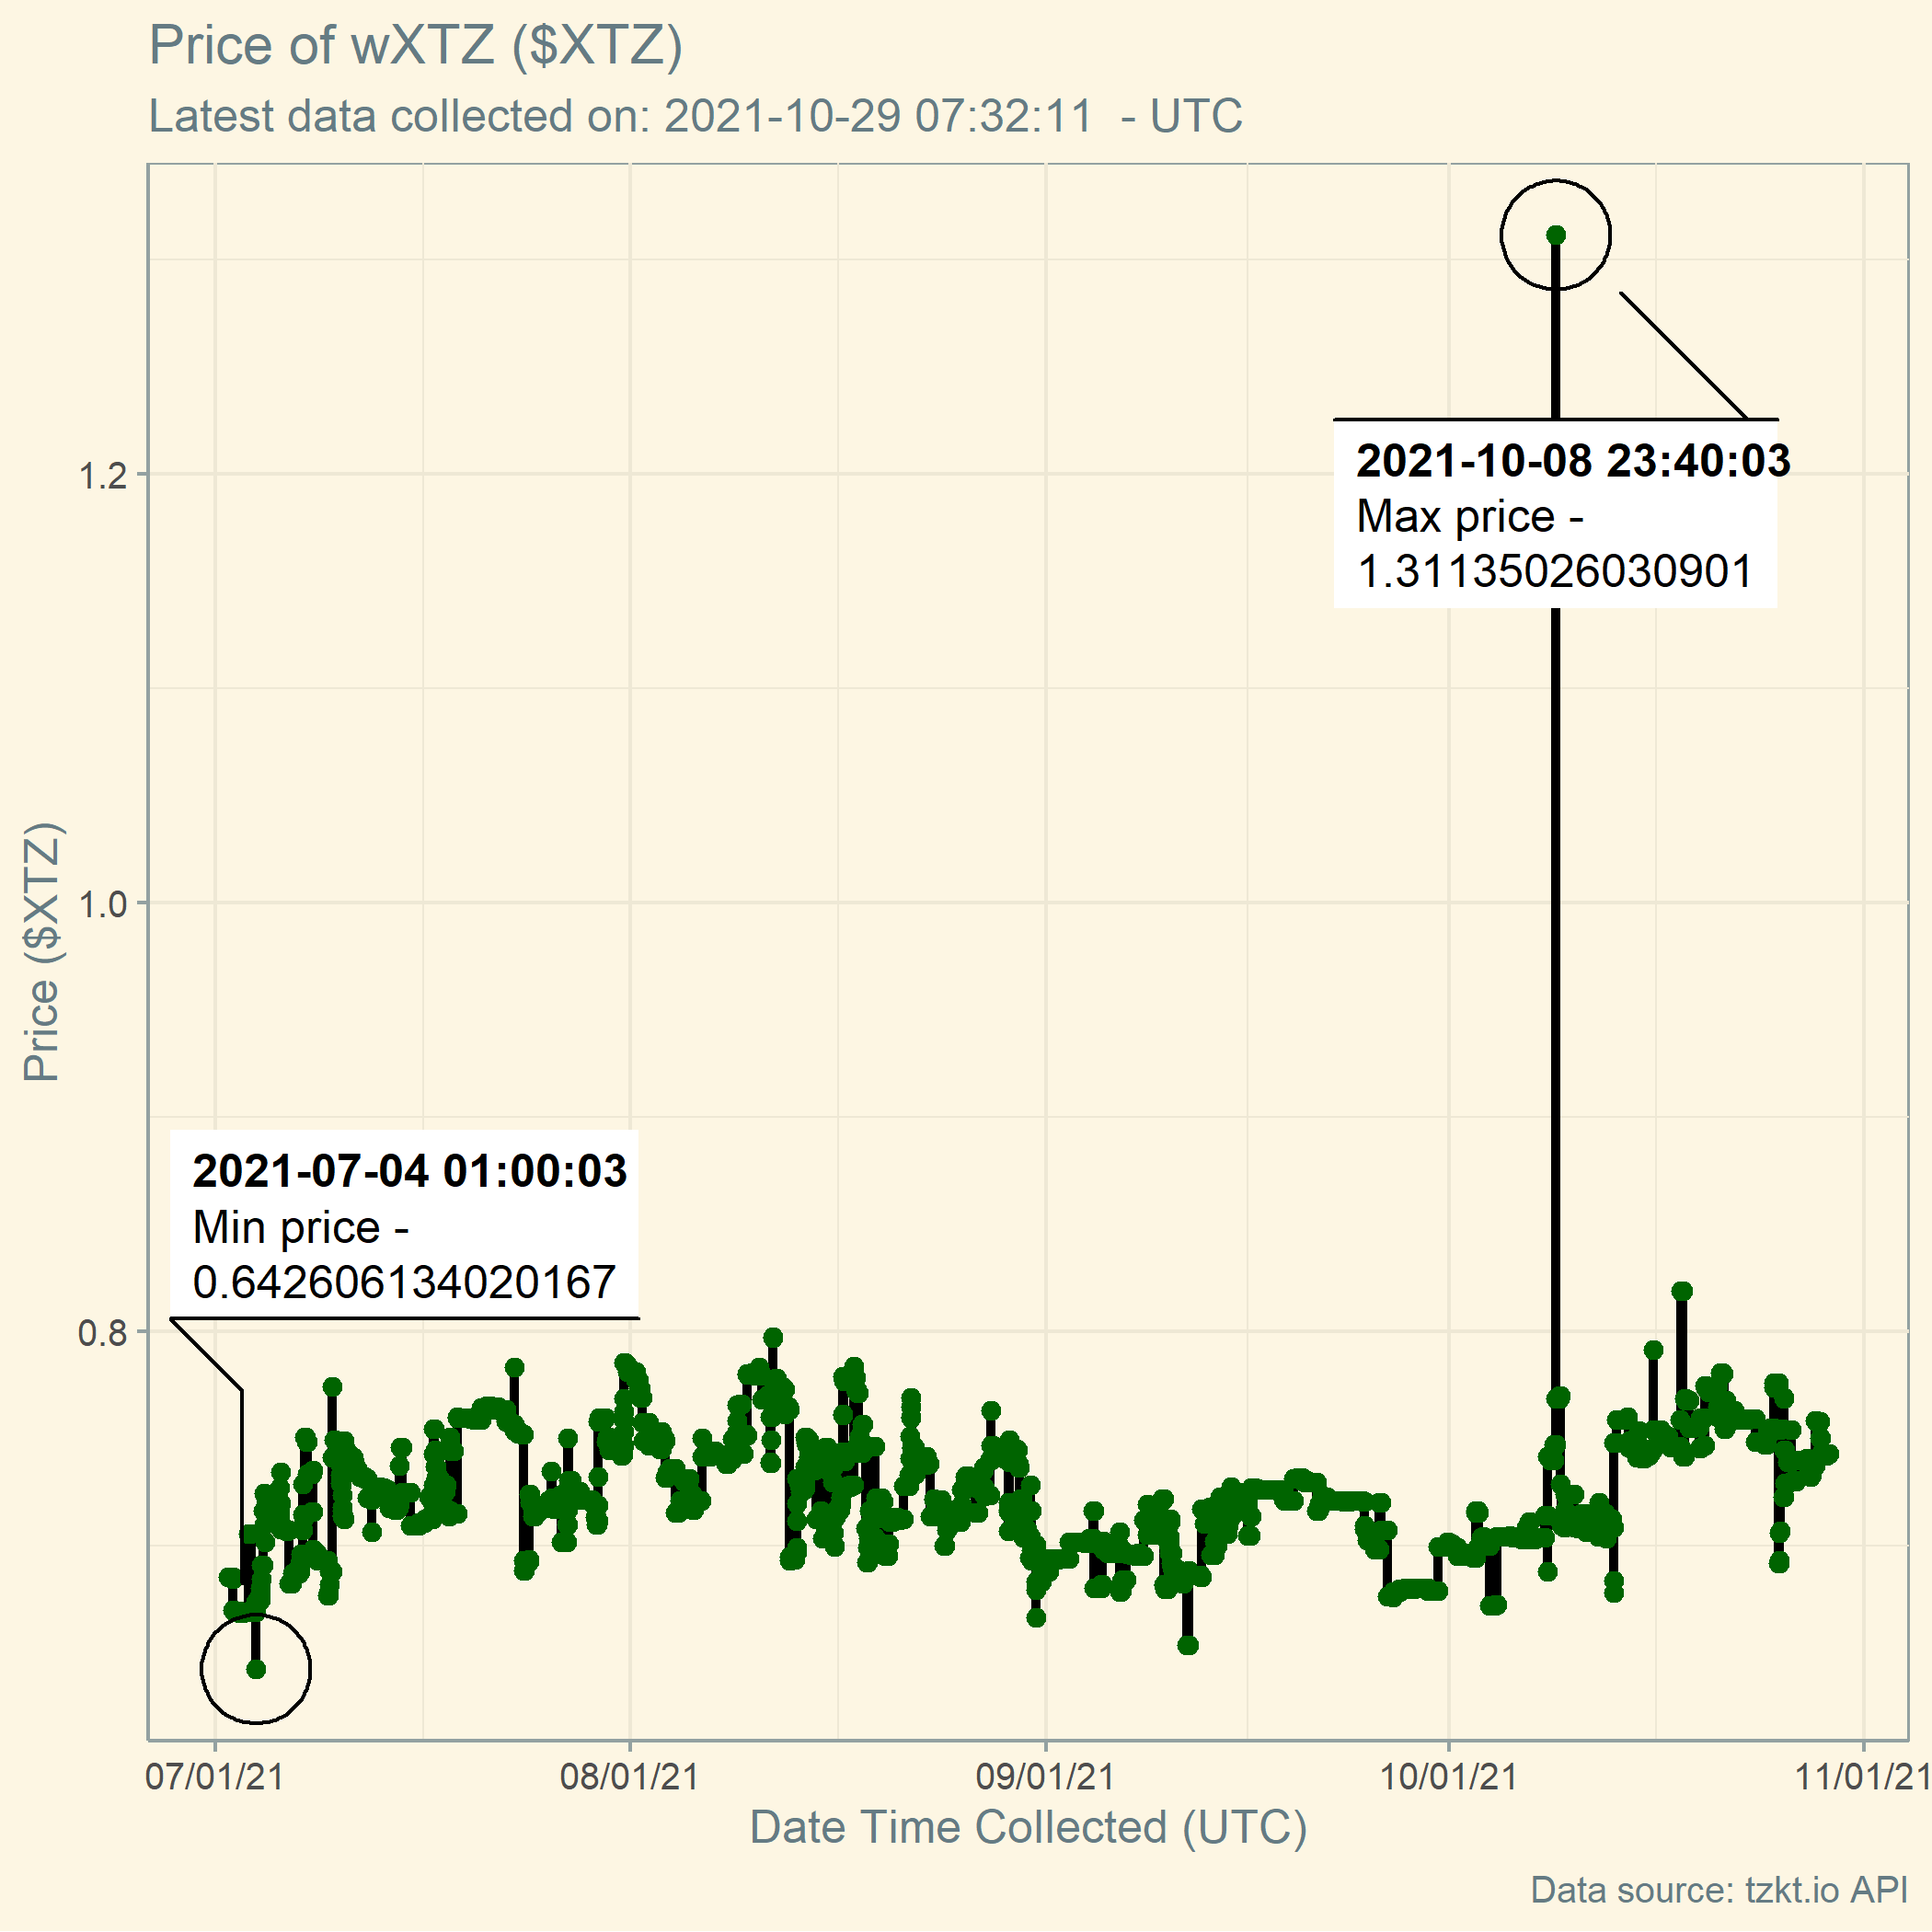 Price of wXTZ ($XTZ)
Latest data collected on: 2021-10-29 07:32:11  - UTC
2021-10-08 23:40:03
Max price -
1.31135026030901
2021-07-04 01:00:03
Min price -
0.642606134020167
Price ($XTZ)
1.2
1.0
0.8
07/01/21
08/01/21
09/01/21
10/01/21
11/01/21
Date Time Collected (UTC)
Data source: tzkt.io API